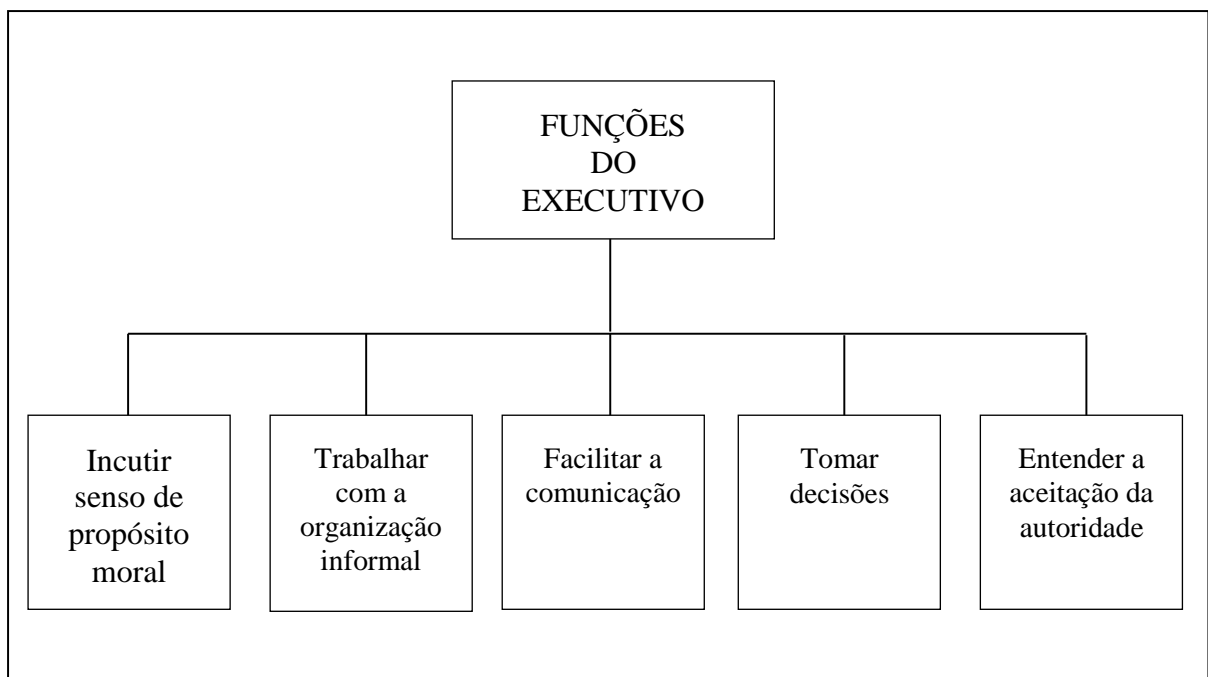 FUNÇÕES
DO
EXECUTIVO
Incutir
senso de
propósito
moral
Trabalhar
com a
organização
informal
Facilitar a
comunicação
Tomar
decisões
Entender a
aceitação da
autoridade